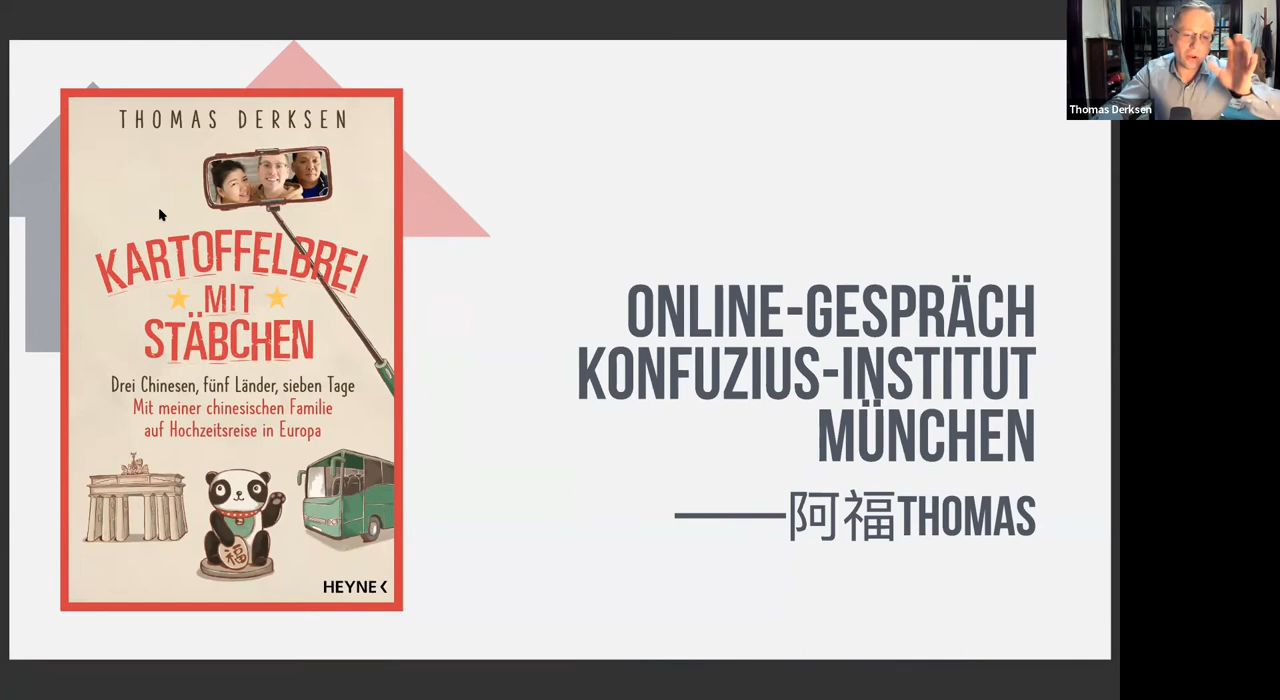 THOMAS DERKSEN
KARTOFFELBREI
MIT
STÄBCHEN
Drei Chinesen, fünf Länder, sieben Tage
Mit meiner chinesischen Familie
auf Hochzeitsreise in Europa
福
HEYNE
ONLINE-GESPRÄCH
KONFUZIUS-INSTITUT
MÜNCHEN
——阿福THOMAS
Thomas Derksen